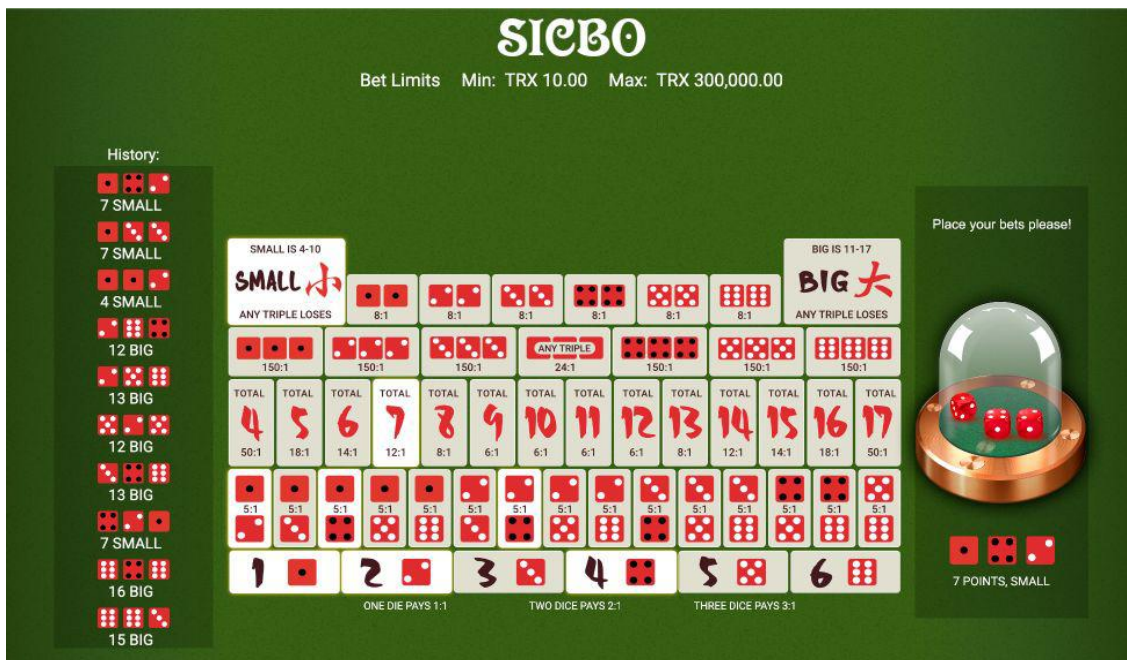 SICBO
Bet Limits Min: TRX 10.00 Max: TRX 300,000.00
History:
7 SMALL
7 SMALL
4 SMALL
12 BIG
13 BIG
12 BIG
13 BIG
7 SMALL
16 BIG
15 BIG
SMALL IS 4-10
SMALL 小
ANY TRIPLE LOSES
8:1 8:1 8:1 8:1 8:1 8:1
BIG IS 11-17
BIG 大
ANY TRIPLE LOSES
ANY TRIPLE
150:1 150:1 150:1 24:1 150:1 150:1 150:1
TOTAL TOTAL TOTAL TOTAL TOTAL TOTAL TOTAL TOTAL TOTAL TOTAL TOTAL TOTAL TOTAL TOTAL
4 5 6 7 8 9 10 11 12 13 14 15 16 17
50:1 18:1 14:1 12:1 8:1 6:1 6:1 6:1 6:1 8:1 12:1 14:1 18:1 50:1
5:1 5:1 5:1 5:1 5:1 5:1 5:1 5:1 5:1 5:1 5:1 5:1 5:1 5:1 5:1
1 2 3 4 5 6
ONE DIE PAYS 1:1 TWO DICE PAYS 2:1 THREE DICE PAYS 3:1
Place your bets please!
7 POINTS, SMALL